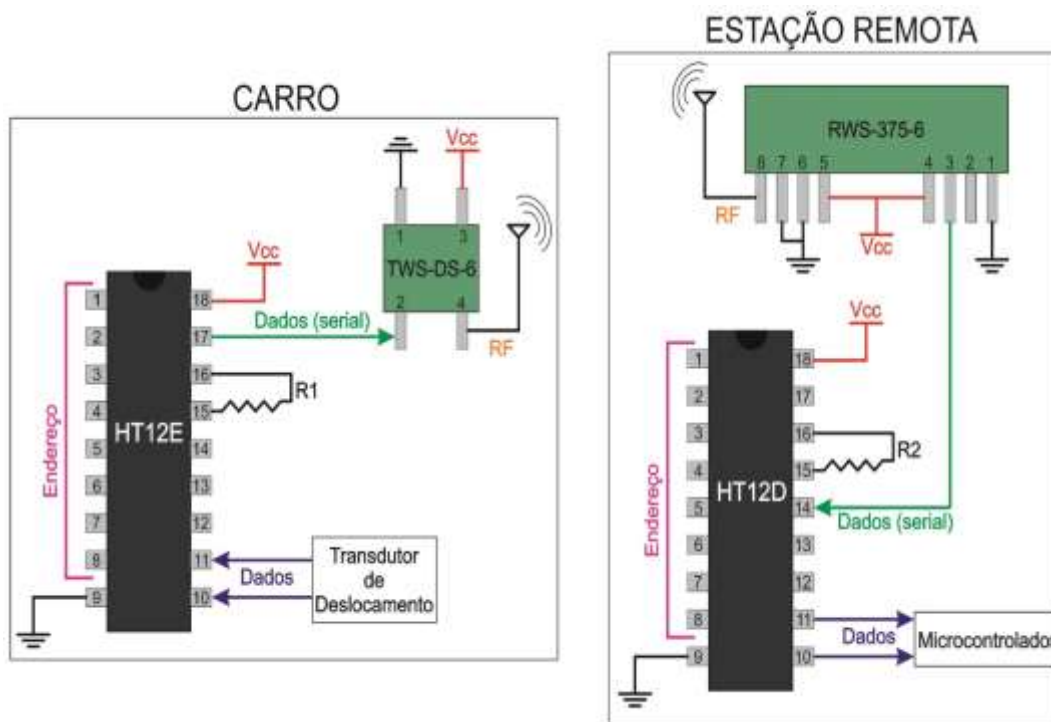 CARRO
Vcc
1 3
TWS-DS-6
2 4
RF
Vcc
Dados (serial)
R1
HT12E
Endereço
1 18
2 17
3 16
4 15
5 14
6 13
7 12
8 11
9 10
Dados
Transdutor
de
Deslocamento
ESTAÇÃO REMOTA
RWS-375-6
8 7 6 5 4 3 2 1
RF
Vcc
Vcc
R2
HT12D
Dados (serial)
Endereço
1 18
2 17
3 16
4 15
5 14
6 13
7 12
8 11
9 10
Dados
Microcontrolado